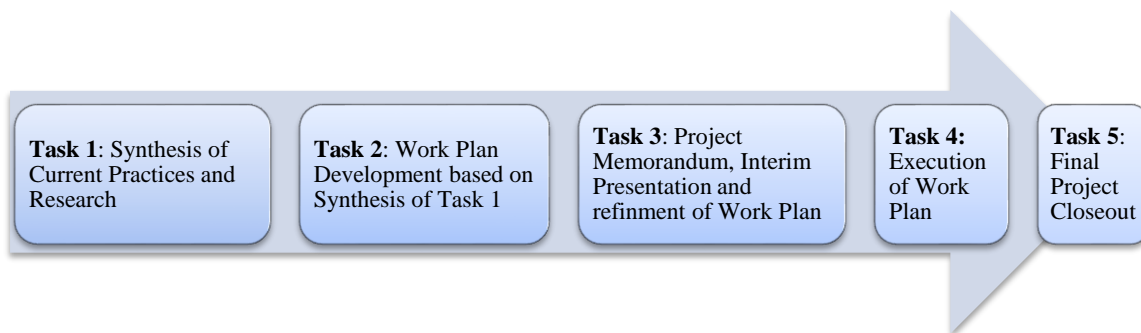 Task 1: Synthesis of
Current Practices and
Research
Task 2: Work Plan
Development based on
Synthesis of Task 1
Task 3: Project
Memorandum, Interim
Presentation and
refinment of Work Plan
Task 4:
Execution
of Work
Plan
Task 5:
Final
Project
Closeout